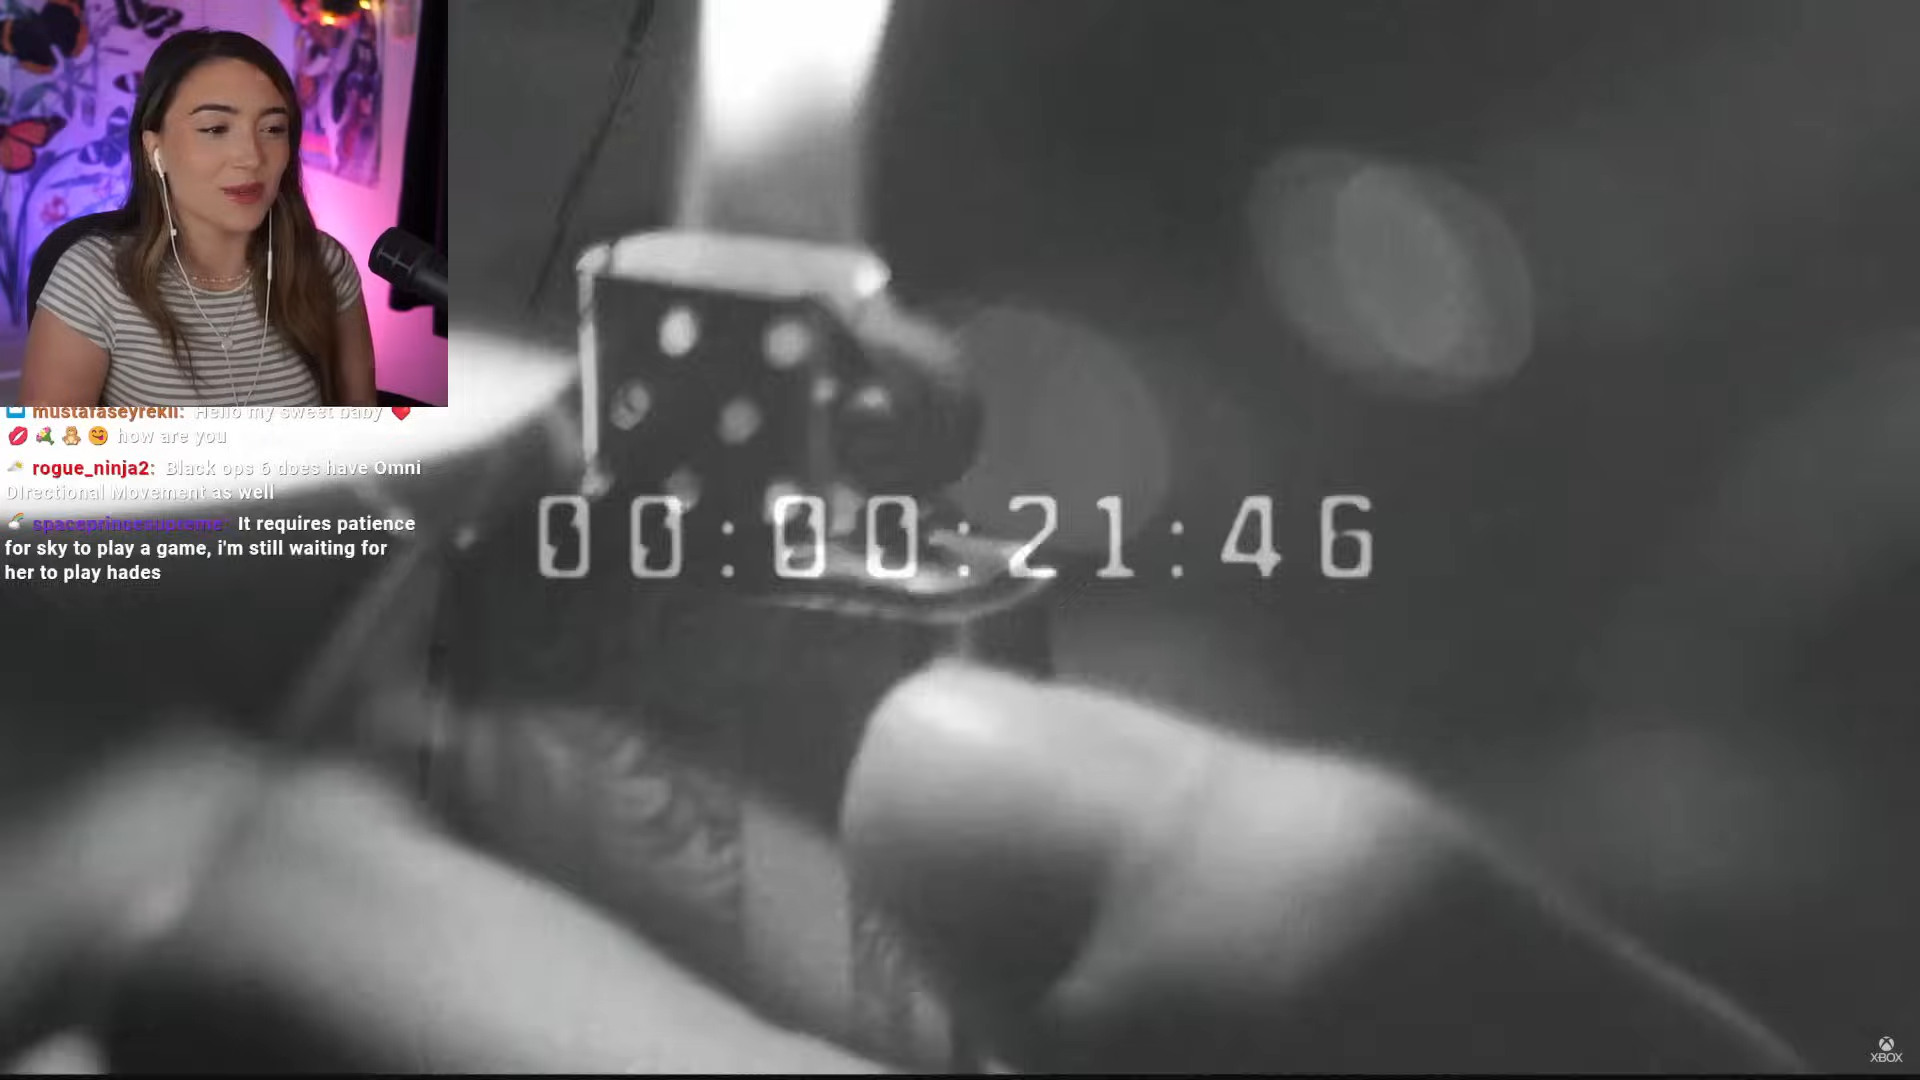 mustafaseyrekli: Hello my sweet baby
how are you
rogue_ninja2: Black ops 6 does have Omni
DIrectional Movement as well
spaceprincesupreme: It requires patience
for sky to play a game, i'm still waiting for
her to play hades
00:00:21:46
XBOX